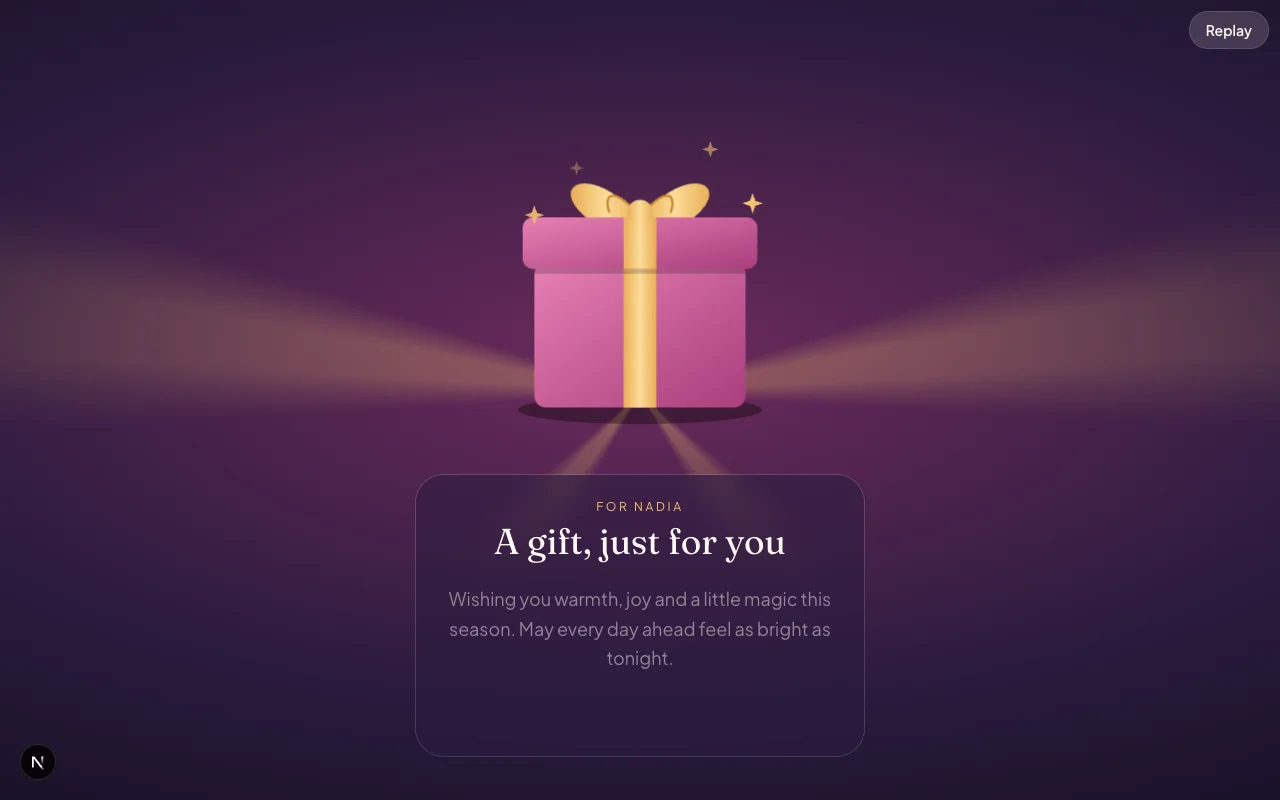 Replay
FOR NADIA
A gift, just for you
Wishing you warmth, joy and a little magic this
season. May every day ahead feel as bright as
tonight.
N